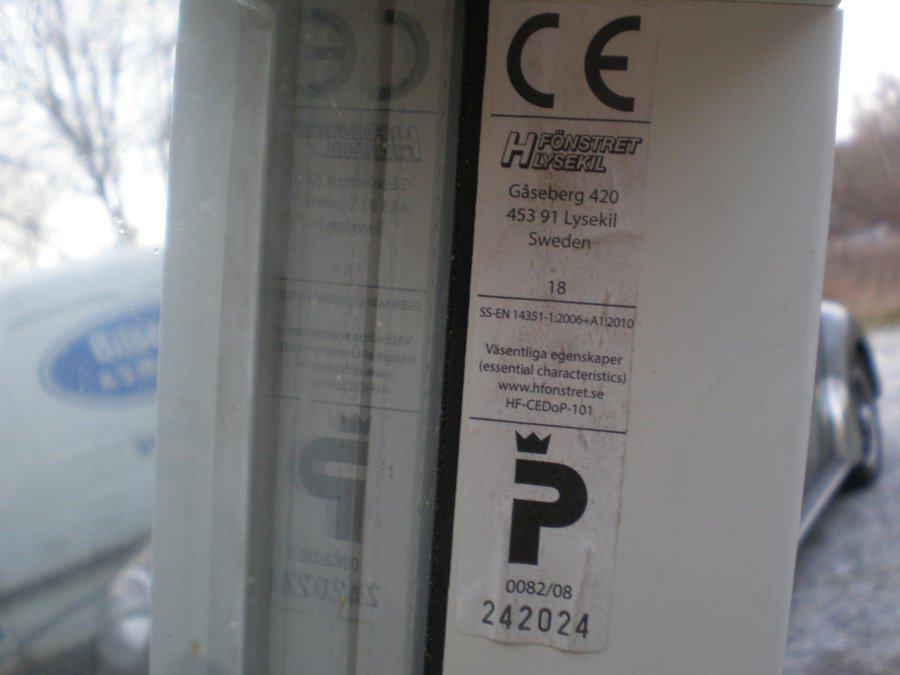 CE
H FÖNSTRET
LYSEKIL
Gåseberg 420
453 91 Lysekil
Sweden
18
SS-EN 14351-1:2006+A1:2010
Väsentliga egenskaper
(essential characteristics)
www.hfonstret.se
HF-CEDoP-101
P
0082/08
242024